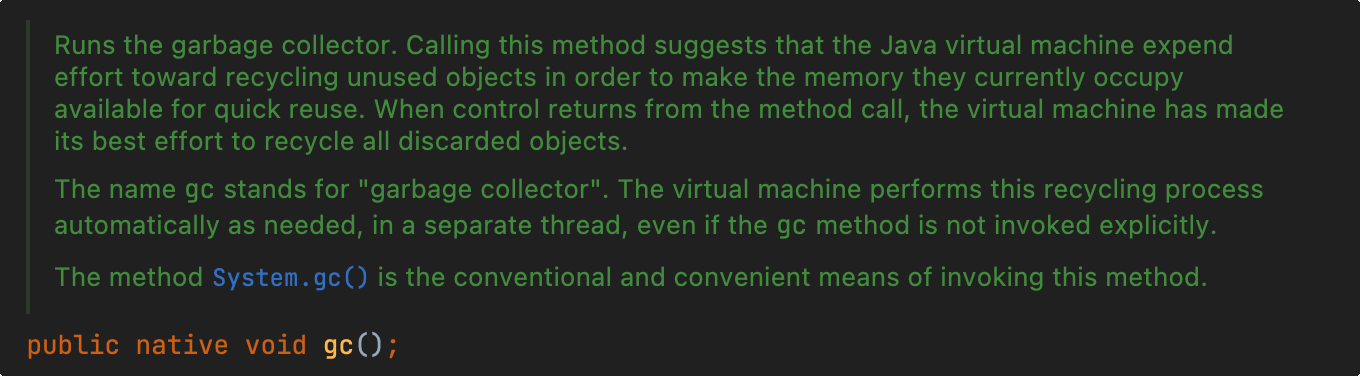 Runs the garbage collector. Calling this method suggests that the Java virtual machine expend
effort toward recycling unused objects in order to make the memory they currently occupy
available for quick reuse. When control returns from the method call, the virtual machine has made
its best effort to recycle all discarded objects.
The name gc stands for "garbage collector". The virtual machine performs this recycling process
automatically as needed, in a separate thread, even if the gc method is not invoked explicitly.
The method System.gc() is the conventional and convenient means of invoking this method.
public native void gc();